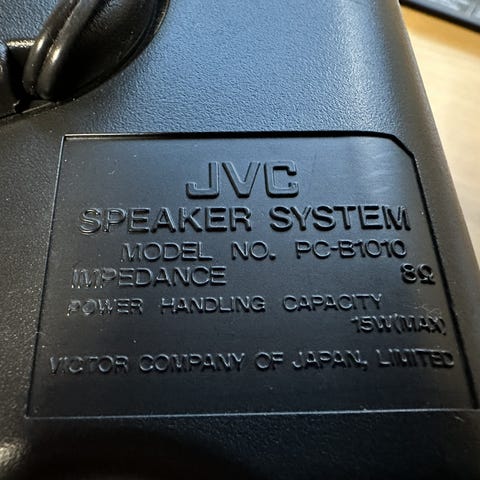 JVC
SPEAKER SYSTEM
MODEL NO. PC-B1010
IMPEDANCE 8Ω
POWER HANDLING CAPACITY
15W(MAX)
VICTOR COMPANY OF JAPAN, LIMITED